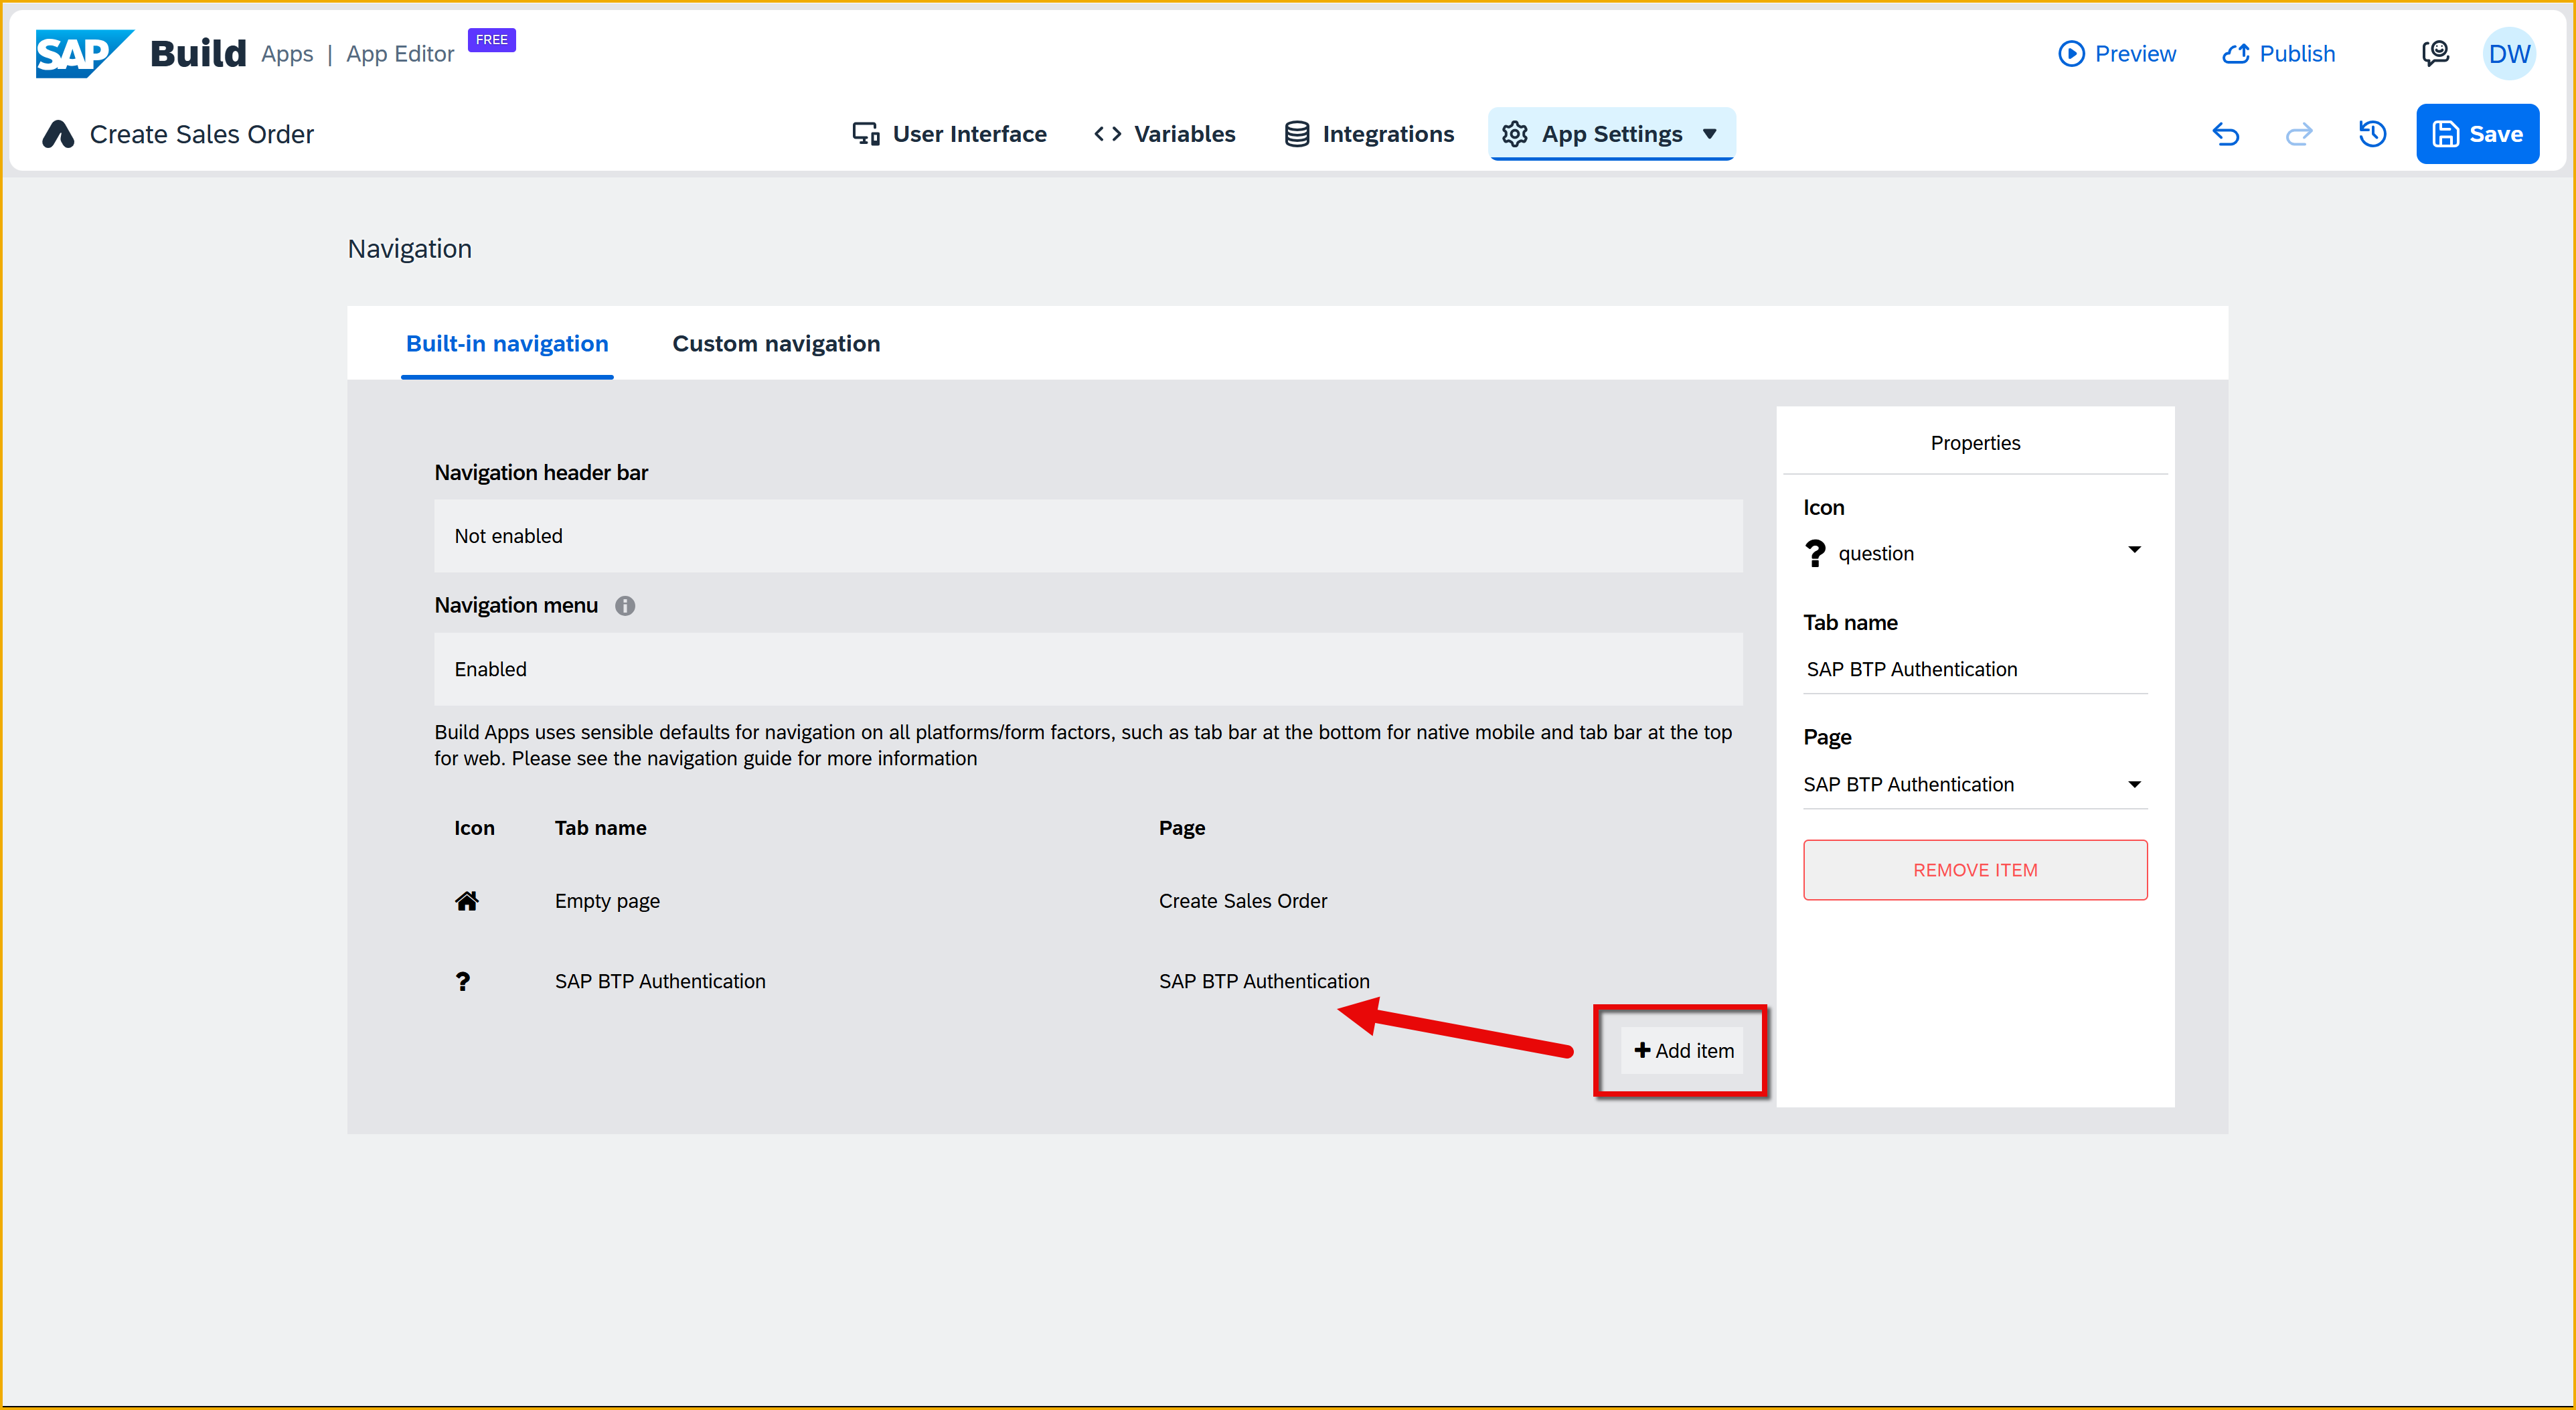 SAP Build Apps | App Editor FREE
Preview Publish DW
Create Sales Order
User Interface Variables Integrations App Settings
Save
Navigation
Built-in navigation Custom navigation
Navigation header bar
Not enabled
Navigation menu
Enabled
Build Apps uses sensible defaults for navigation on all platforms/form factors, such as tab bar at the bottom for native mobile and tab bar at the top
for web. Please see the navigation guide for more information
Icon Tab name Page
Empty page Create Sales Order
SAP BTP Authentication SAP BTP Authentication
Add item
Properties
Icon
question
Tab name
SAP BTP Authentication
Page
SAP BTP Authentication
REMOVE ITEM